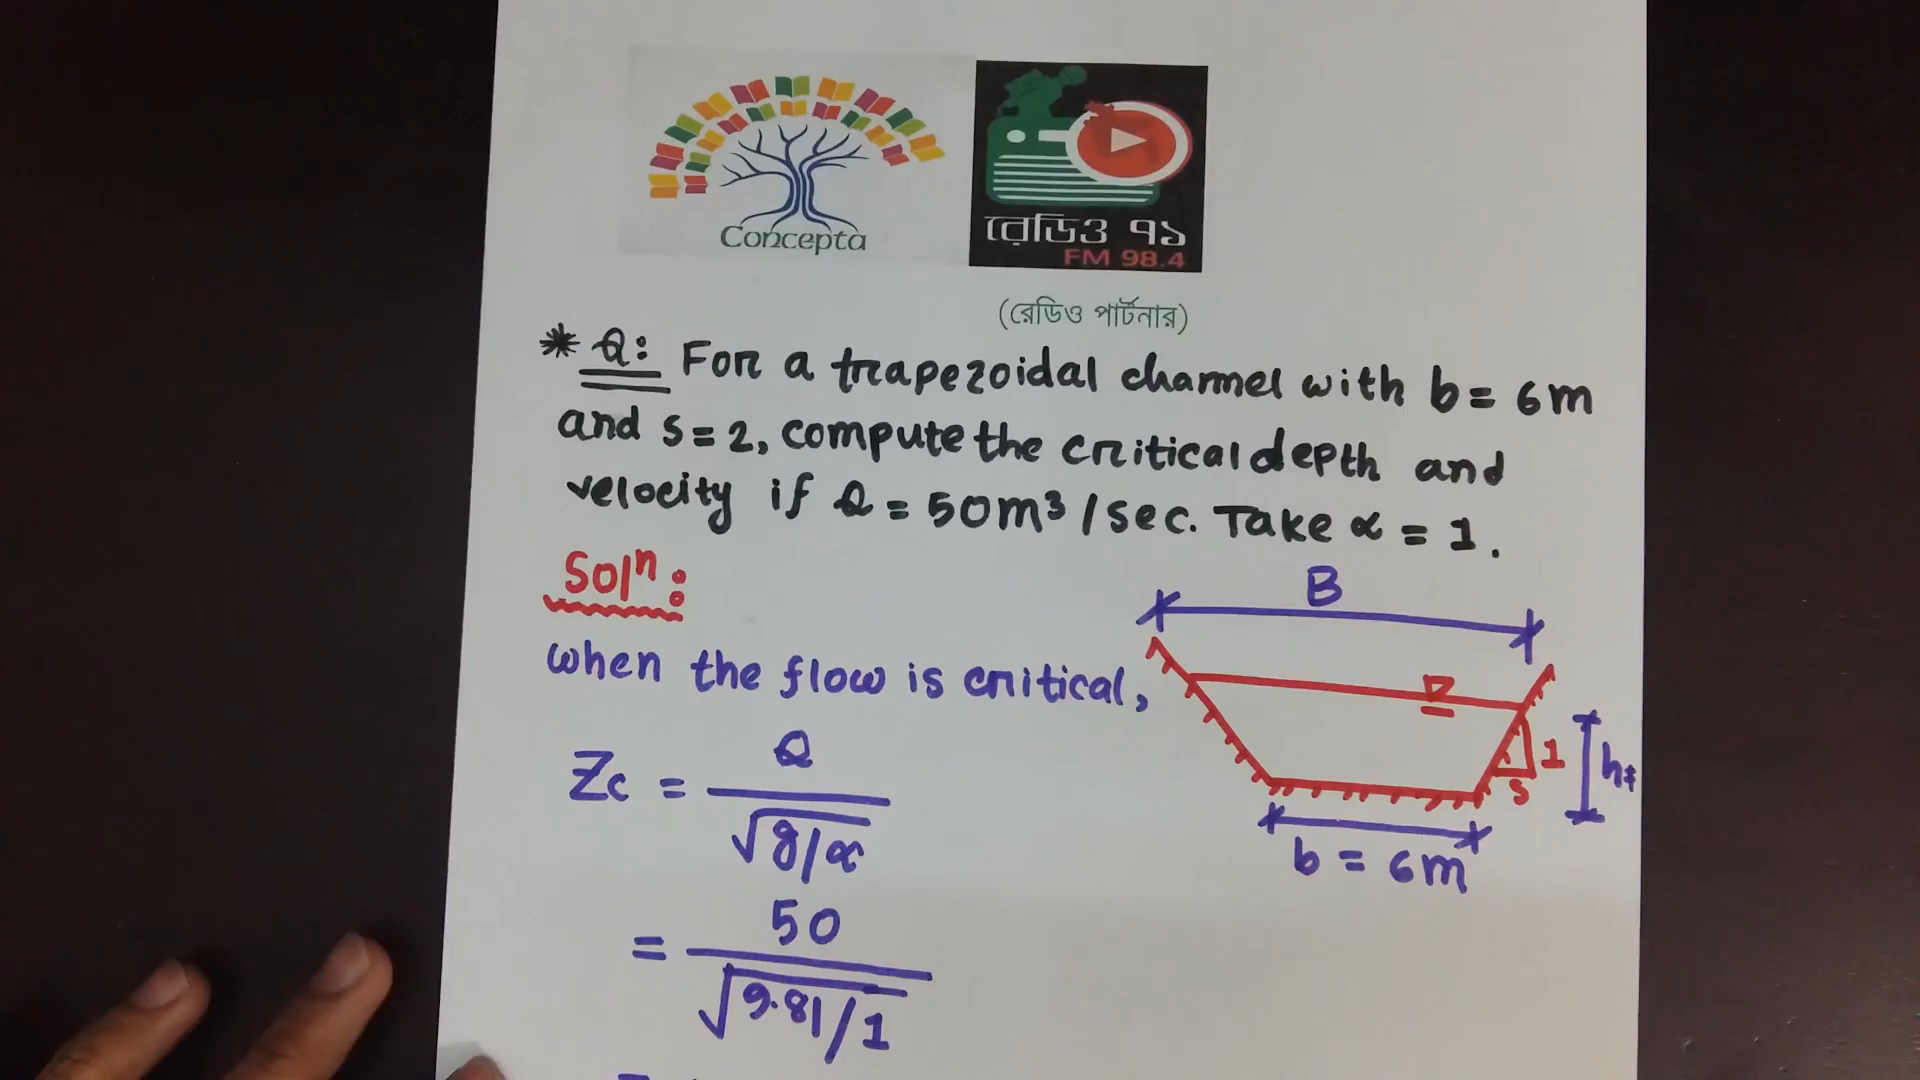 Concepta
রেডিও ৭১
FM 98.4
(রেডিও পার্টনার)
* Q: For a trapezoidal channel with b = 6m
and s = 2, compute the critical depth and
velocity if Q = 50m³/sec. Take α = 1.
Solⁿ:
B
when the flow is critical,
1
s
b = 6m
Zc = Q / √g/α
= 50 / √9.81/1